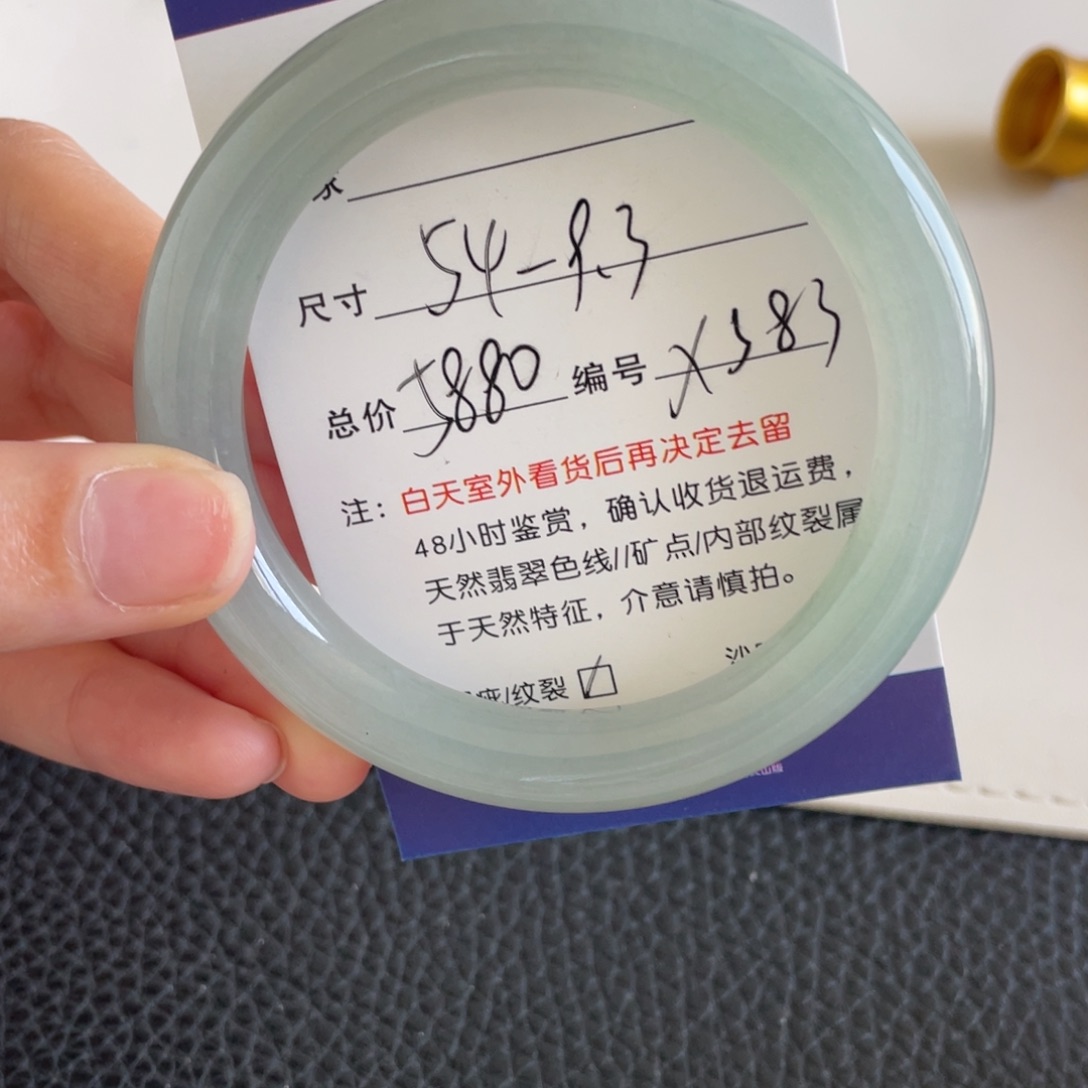 尺寸 54-9.3
总价 5880 编号 X383
注：白天室外看货后再决定去留
48小时鉴赏，确认收货退运费，
天然翡翠色线//矿点/内部纹裂属
于天然特征，介意请慎拍。
/纹裂